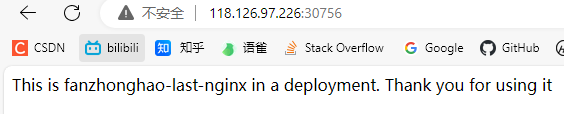 不安全 | 118.126.97.226:30756
CSDN bilibili 知 知乎 语雀 Stack Overflow Google GitHub
This is fanzhonghao-last-nginx in a deployment. Thank you for using it